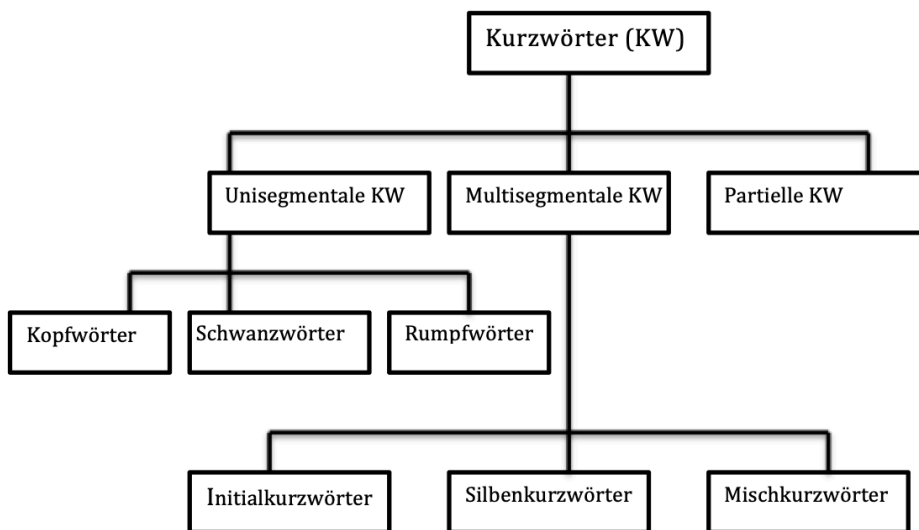 Kurzwörter (KW)
Unisegmentale KW
Multisegmentale KW
Partielle KW
Kopfwörter
Schwanzwörter
Rumpfwörter
Initialkurzwörter
Silbenkurzwörter
Mischkurzwörter